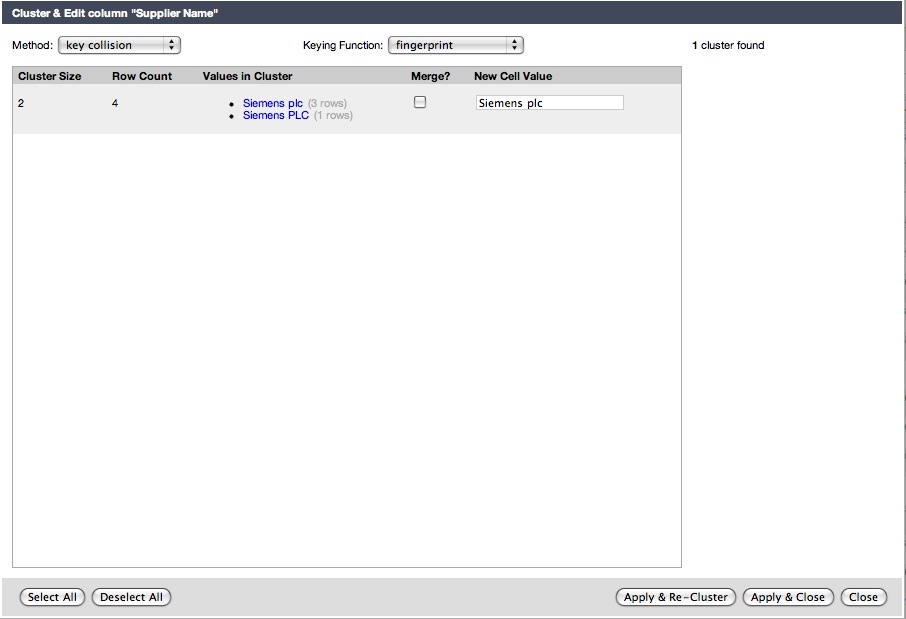 Cluster & Edit column "Supplier Name"
Method: key collision Keying Function: fingerprint 1 cluster found
Cluster Size Row Count Values in Cluster Merge? New Cell Value
2 4 • Siemens plc (3 rows) Siemens plc
• Siemens PLC (1 rows)
Select All Deselect All Apply & Re-Cluster Apply & Close Close